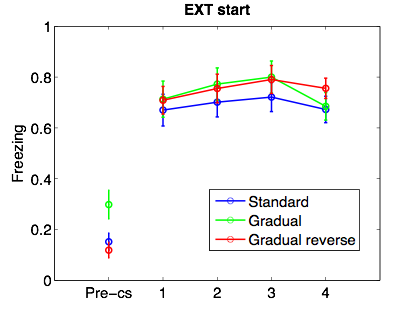 EXT start
Freezing
1
0.8
0.6
0.4
0.2
0
Standard
Gradual
Gradual reverse
Pre-cs 1 2 3 4